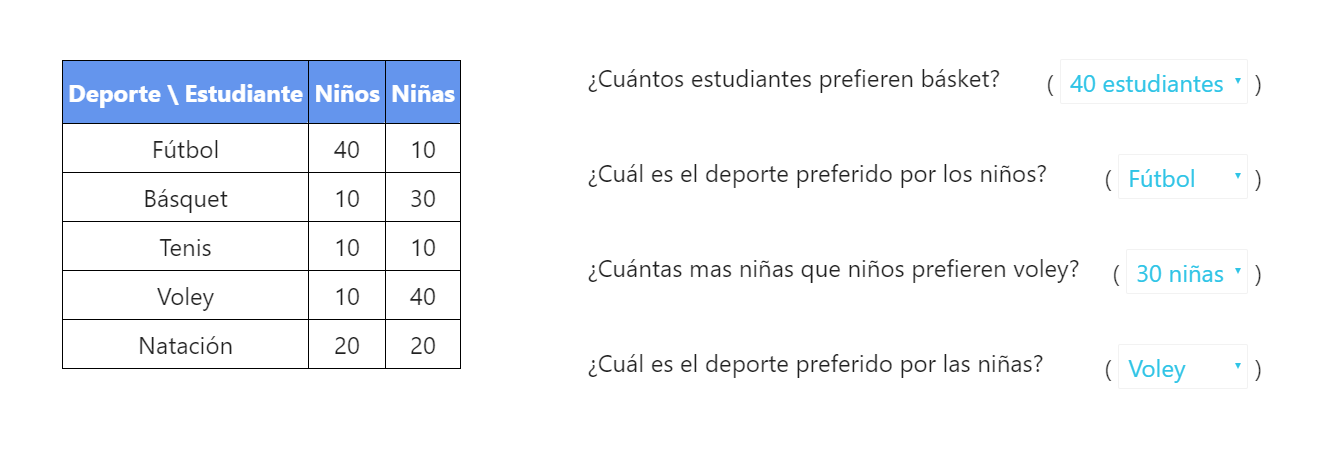 Deporte \ Estudiante Niños Niñas
Fútbol 40 10
Básquet 10 30
Tenis 10 10
Voley 10 40
Natación 20 20
¿Cuántos estudiantes prefieren básket? ( 40 estudiantes )
¿Cuál es el deporte preferido por los niños? ( Fútbol )
¿Cuántas mas niñas que niños prefieren voley? ( 30 niñas )
¿Cuál es el deporte preferido por las niñas? ( Voley )